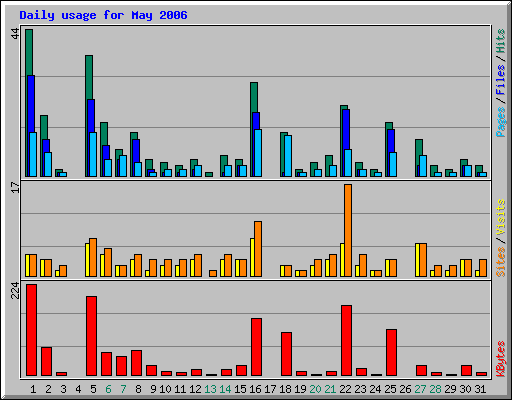 Daily usage for May 2006
44
Pages / Files / Hits
17
Sites / Visits
224
KBytes
1 2 3 4 5 6 7 8 9 10 11 12 13 14 15 16 17 18 19 20 21 22 23 24 25 26 27 28 29 30 31